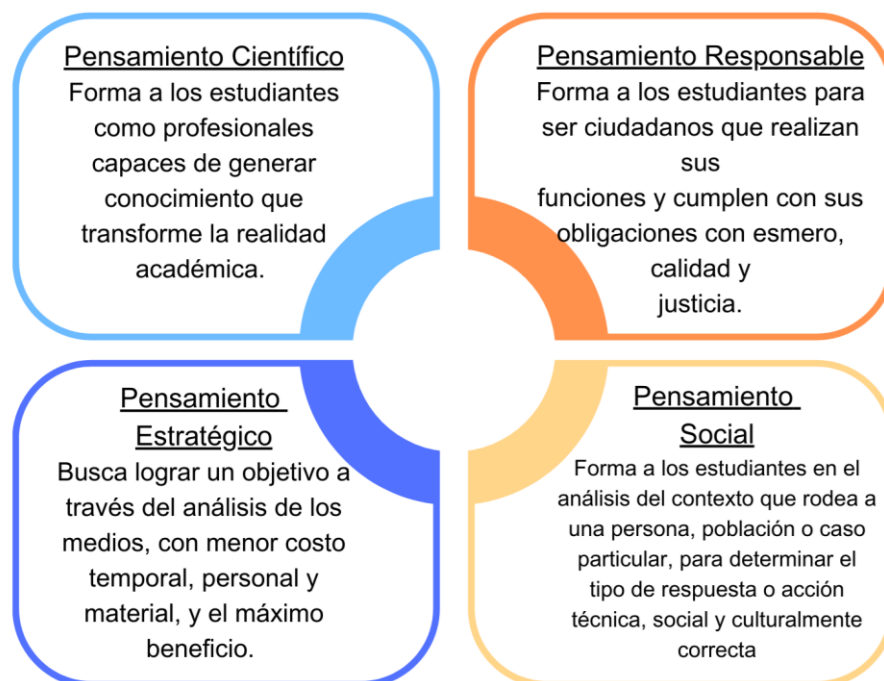 Pensamiento Científico
Forma a los estudiantes
como profesionales
capaces de generar
conocimiento que
transforme la realidad
académica.
Pensamiento Responsable
Forma a los estudiantes para
ser ciudadanos que realizan
sus
funciones y cumplen con sus
obligaciones con esmero,
calidad y
justicia.
Pensamiento
Estratégico
Busca lograr un objetivo a
través del análisis de los
medios, con menor costo
temporal, personal y
material, y el máximo
beneficio.
Pensamiento
Social
Forma a los estudiantes en el
análisis del contexto que rodea a
una persona, población o caso
particular, para determinar el
tipo de respuesta o acción
técnica, social y culturalmente
correcta